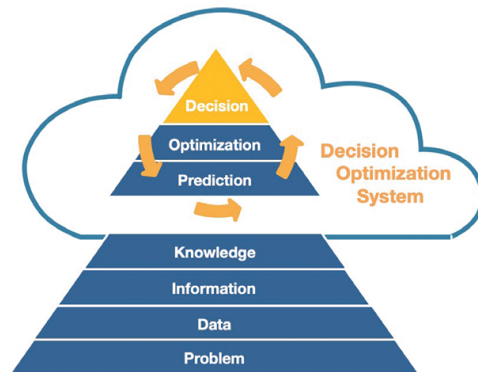 Decision
Optimization
Prediction
Decision
Optimization
System
Knowledge
Information
Data
Problem